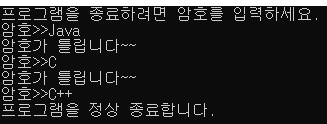 프로그램을 종료하려면 암호를 입력하세요.
암호>>Java
암호가 틀립니다~~
암호>>C
암호가 틀립니다~~
암호>>C++
프로그램을 정상 종료합니다.